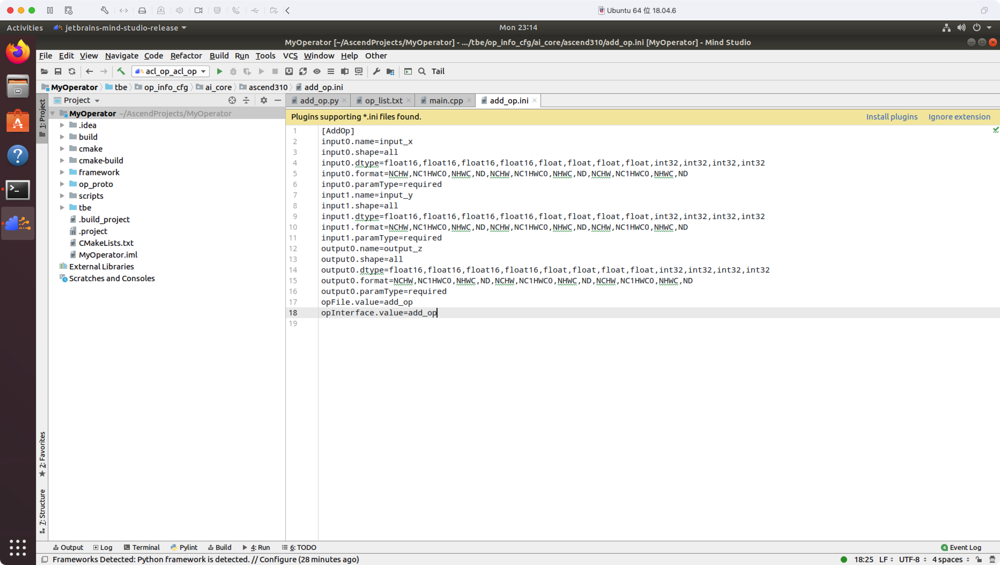 Ubuntu 64 位 18.04.6
Activities jetbrains-mind-studio-release Mon 23:14
MyOperator [~/AscendProjects/MyOperator] - .../tbe/op_info_cfg/ai_core/ascend310/add_op.ini [MyOperator] - Mind Studio
File Edit View Navigate Code Refactor Build Run Tools VCS Window Help Other
acl_op_acl_op Tail
MyOperator tbe op_info_cfg ai_core ascend310 add_op.ini
1: Project
Project
MyOperator ~/AscendProjects/MyOperator
.idea
build
cmake
cmake-build
framework
op_proto
scripts
tbe
.build_project
.project
CMakeLists.txt
MyOperator.iml
External Libraries
Scratches and Consoles
2: Favorites
7: Structure
add_op.py op_list.txt main.cpp add_op.ini
Plugins supporting *.ini files found. Install plugins Ignore extension
1 [AddOp]
2 input0.name=input_x
3 input0.shape=all
4 input0.dtype=float16,float16,float16,float16,float,float,float,float,int32,int32,int32,int32
5 input0.format=NCHW,NC1HWC0,NHWC,ND,NCHW,NC1HWC0,NHWC,ND,NCHW,NC1HWC0,NHWC,ND
6 input0.paramType=required
7 input1.name=input_y
8 input1.shape=all
9 input1.dtype=float16,float16,float16,float16,float,float,float,float,int32,int32,int32,int32
10 input1.format=NCHW,NC1HWC0,NHWC,ND,NCHW,NC1HWC0,NHWC,ND,NCHW,NC1HWC0,NHWC,ND
11 input1.paramType=required
12 output0.name=output_z
13 output0.shape=all
14 output0.dtype=float16,float16,float16,float16,float,float,float,float,int32,int32,int32,int32
15 output0.format=NCHW,NC1HWC0,NHWC,ND,NCHW,NC1HWC0,NHWC,ND,NCHW,NC1HWC0,NHWC,ND
16 output0.paramType=required
17 opFile.value=add_op
18 opInterface.value=add_op
19
Output Log Terminal Pylint Build 4: Run 6: TODO 4 Event Log
Frameworks Detected: Python framework is detected. // Configure (28 minutes ago) 18:25 LF UTF-8 4 spaces